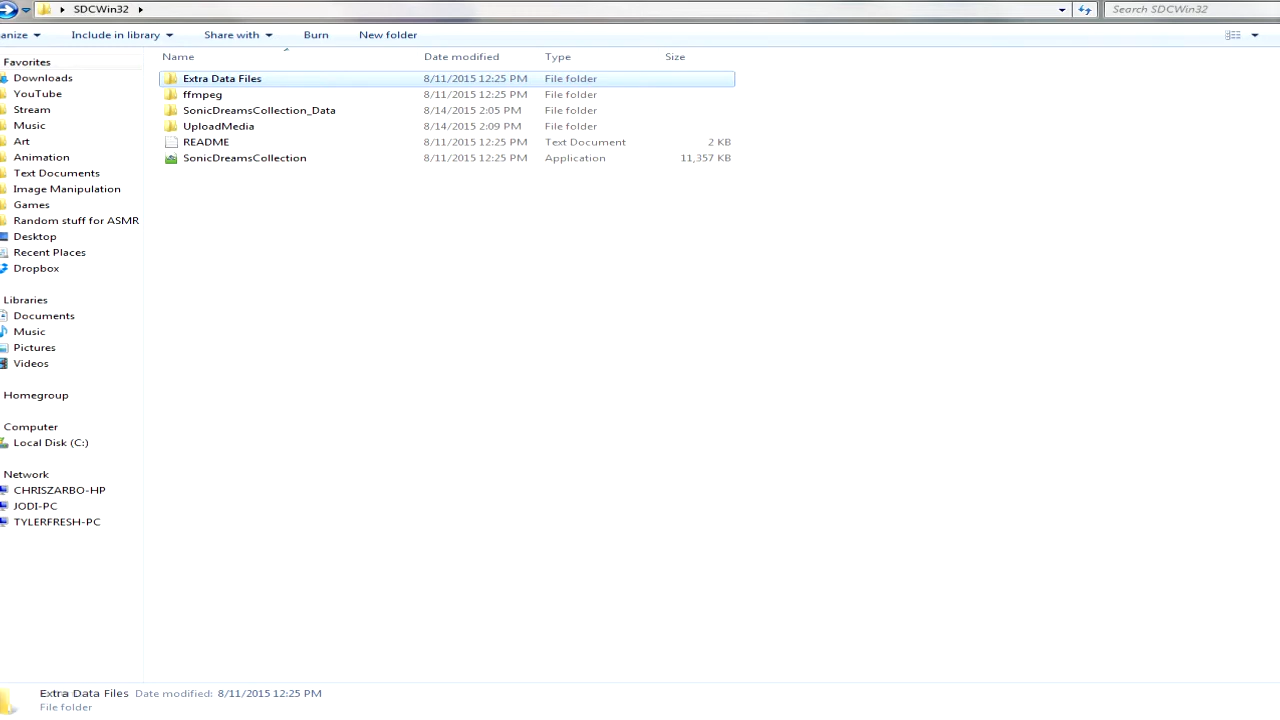 SDCWin32
Search SDCWin32
anize Include in library Share with Burn New folder
Name Date modified Type Size
Extra Data Files 8/11/2015 12:25 PM File folder
ffmpeg 8/11/2015 12:25 PM File folder
SonicDreamsCollection_Data 8/14/2015 2:05 PM File folder
UploadMedia 8/14/2015 2:09 PM File folder
README 8/11/2015 12:25 PM Text Document 2 KB
SonicDreamsCollection 8/11/2015 12:25 PM Application 11,357 KB
Favorites
Downloads
YouTube
Stream
Music
Art
Animation
Text Documents
Image Manipulation
Games
Random stuff for ASMR
Desktop
Recent Places
Dropbox
Libraries
Documents
Music
Pictures
Videos
Homegroup
Computer
Local Disk (C:)
Network
CHRISZARBO-HP
JODI-PC
TYLERFRESH-PC
Extra Data Files Date modified: 8/11/2015 12:25 PM
File folder